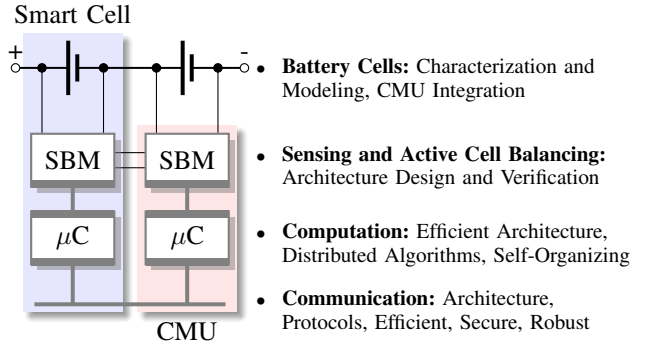 Smart Cell
+
-
SBM
SBM
μC
μC
CMU
• Battery Cells: Characterization and
Modeling, CMU Integration
• Sensing and Active Cell Balancing:
Architecture Design and Verification
• Computation: Efficient Architecture,
Distributed Algorithms, Self-Organizing
• Communication: Architecture,
Protocols, Efficient, Secure, Robust